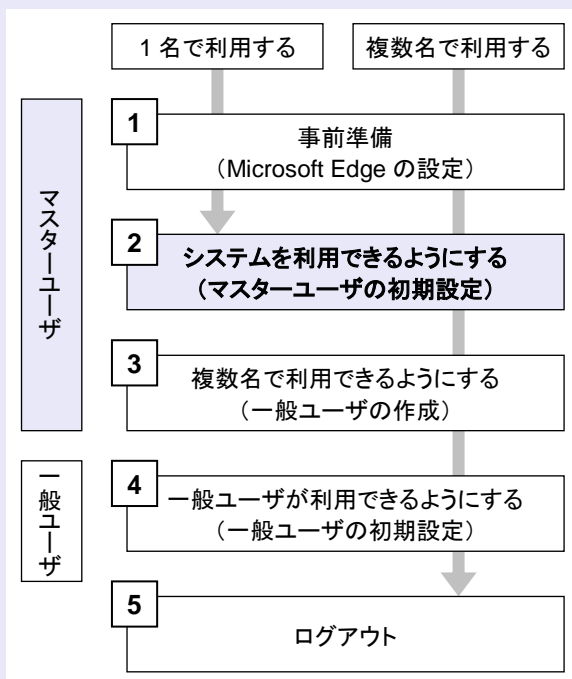 1 名で利用する
複数名で利用する
マスターユーザ
1
事前準備
（Microsoft Edge の設定）
2
システムを利用できるようにする
（マスターユーザの初期設定）
3
複数名で利用できるようにする
（一般ユーザの作成）
一般ユーザ
4
一般ユーザが利用できるようにする
（一般ユーザの初期設定）
5
ログアウト